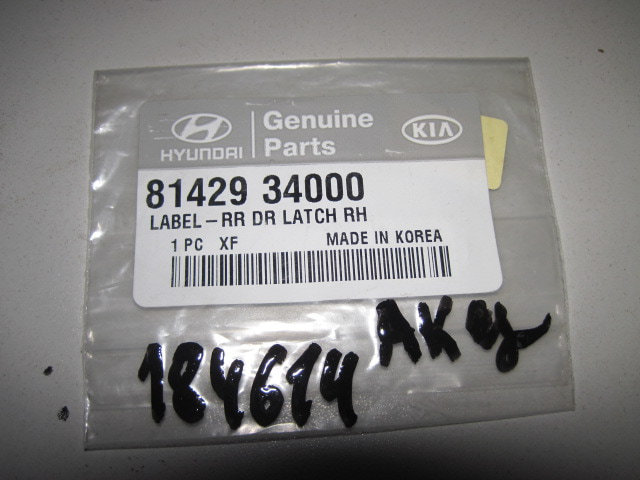 HYUNDAI
Genuine Parts
KIA
81429 34000
LABEL-RR DR LATCH RH
1 PC XF MADE IN KOREA
184614